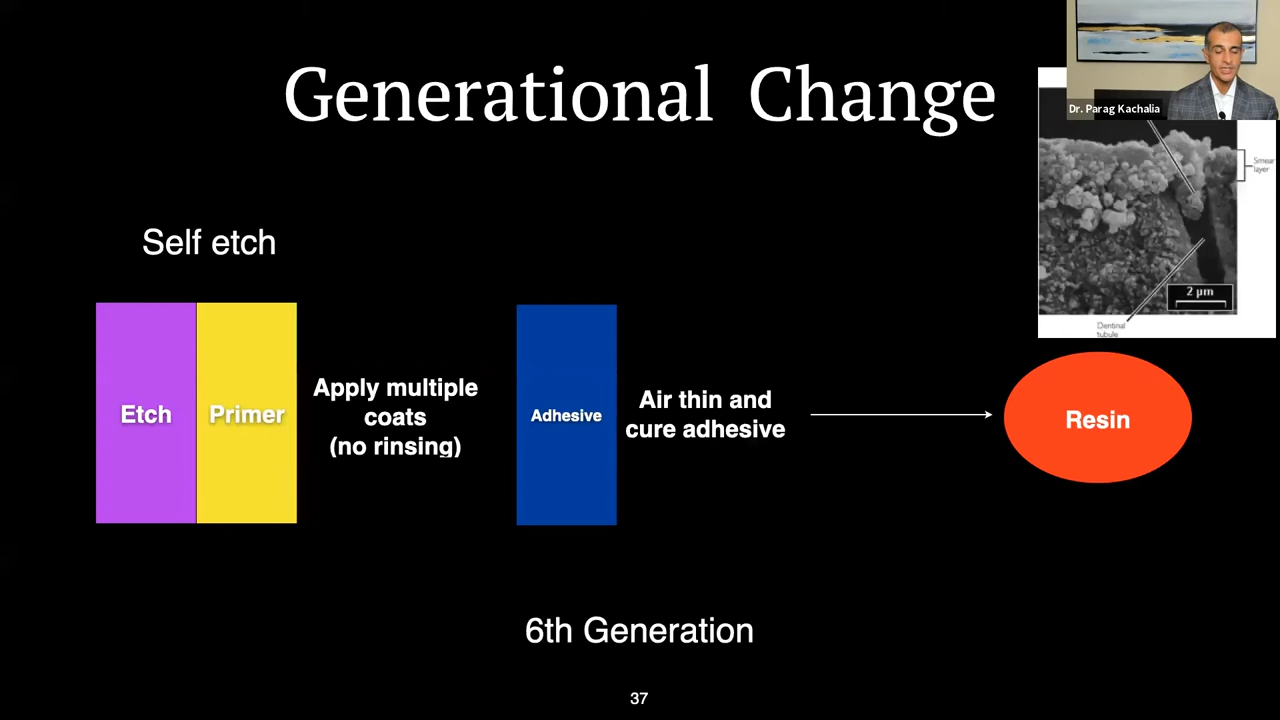 Generational Change
Dr. Parag Kachalia
Smear
layer
Self etch
2 µm
Dentinal
tubule
Etch
Primer
Apply multiple
coats
(no rinsing)
Adhesive
Air thin and
cure adhesive
Resin
6th Generation
37